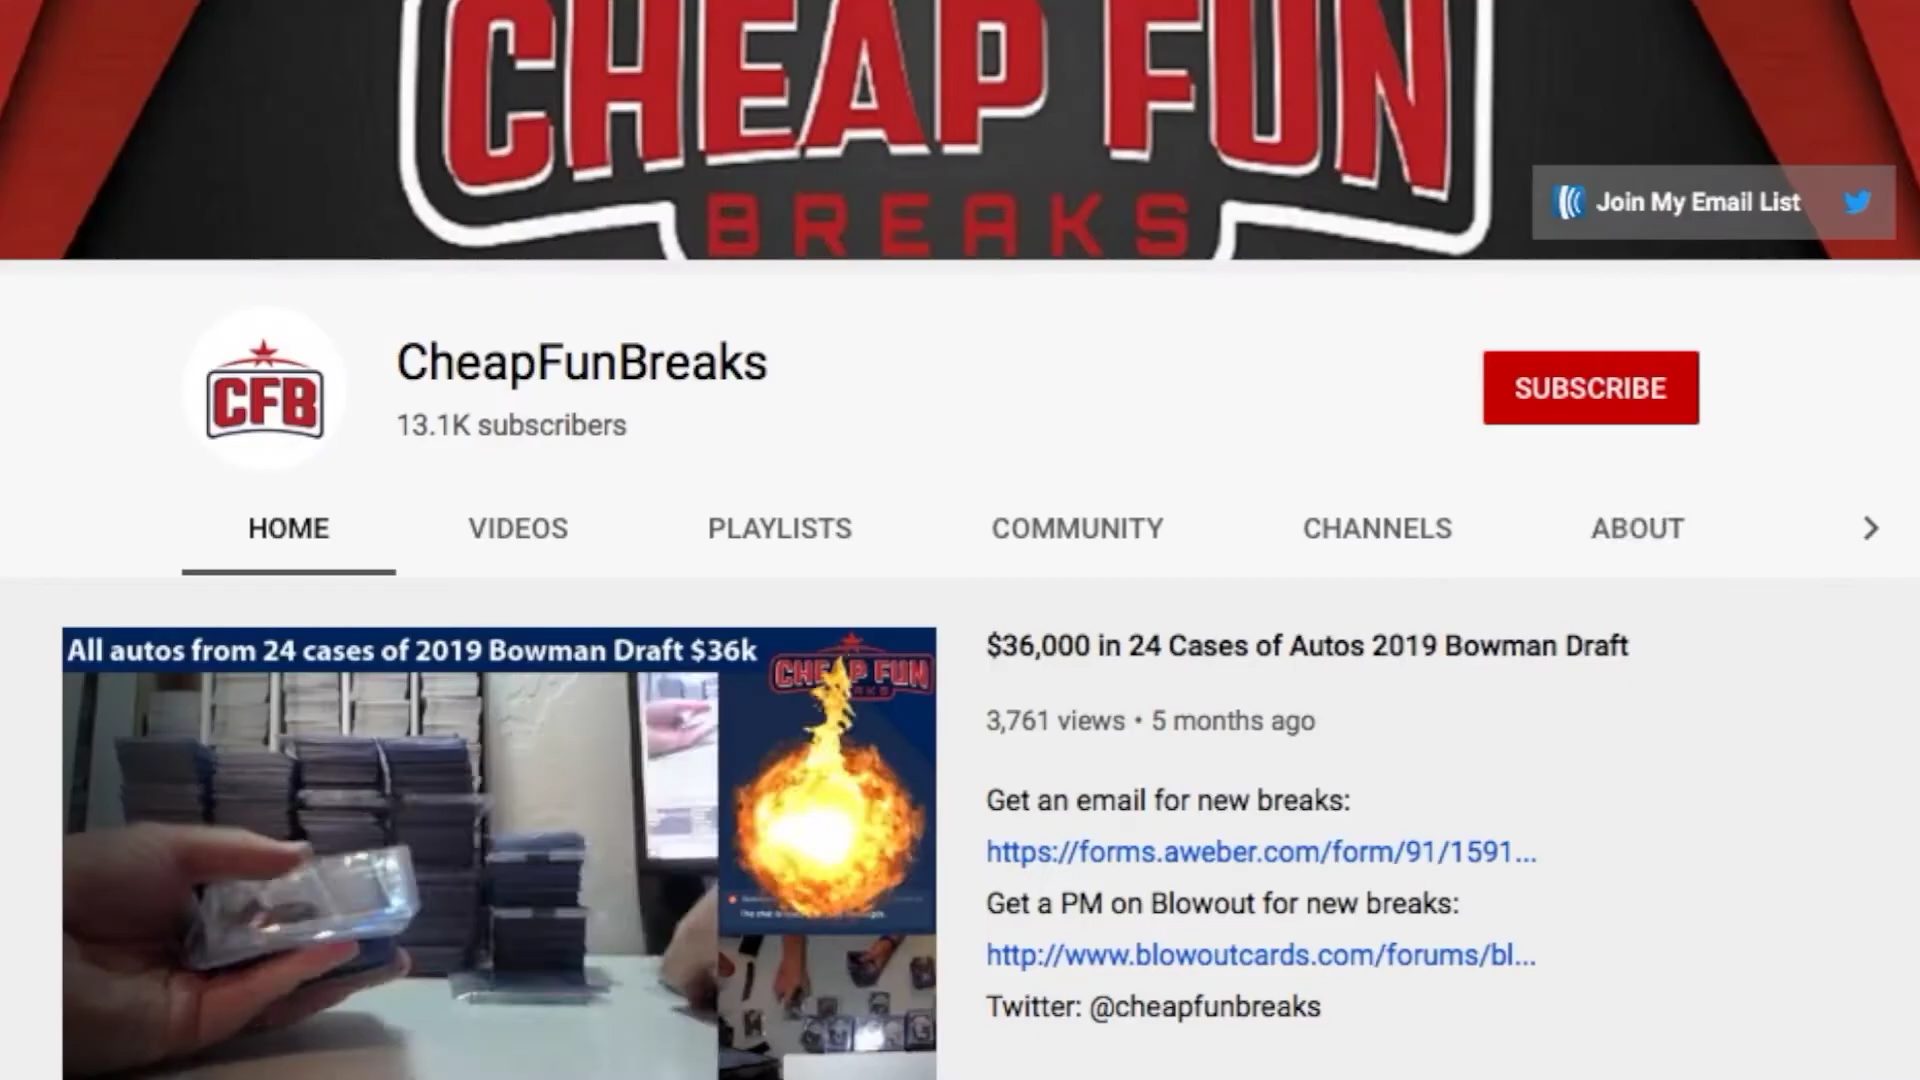 CHEAP FUN
BREAKS
Join My Email List
CFB
CheapFunBreaks
13.1K subscribers
SUBSCRIBE
HOME
VIDEOS
PLAYLISTS
COMMUNITY
CHANNELS
ABOUT
All autos from 24 cases of 2019 Bowman Draft $36k
CHEAP FUN
$36,000 in 24 Cases of Autos 2019 Bowman Draft
3,761 views • 5 months ago
Get an email for new breaks:
https://forms.aweber.com/form/91/1591...
Get a PM on Blowout for new breaks:
http://www.blowoutcards.com/forums/bl...
Twitter: @cheapfunbreaks